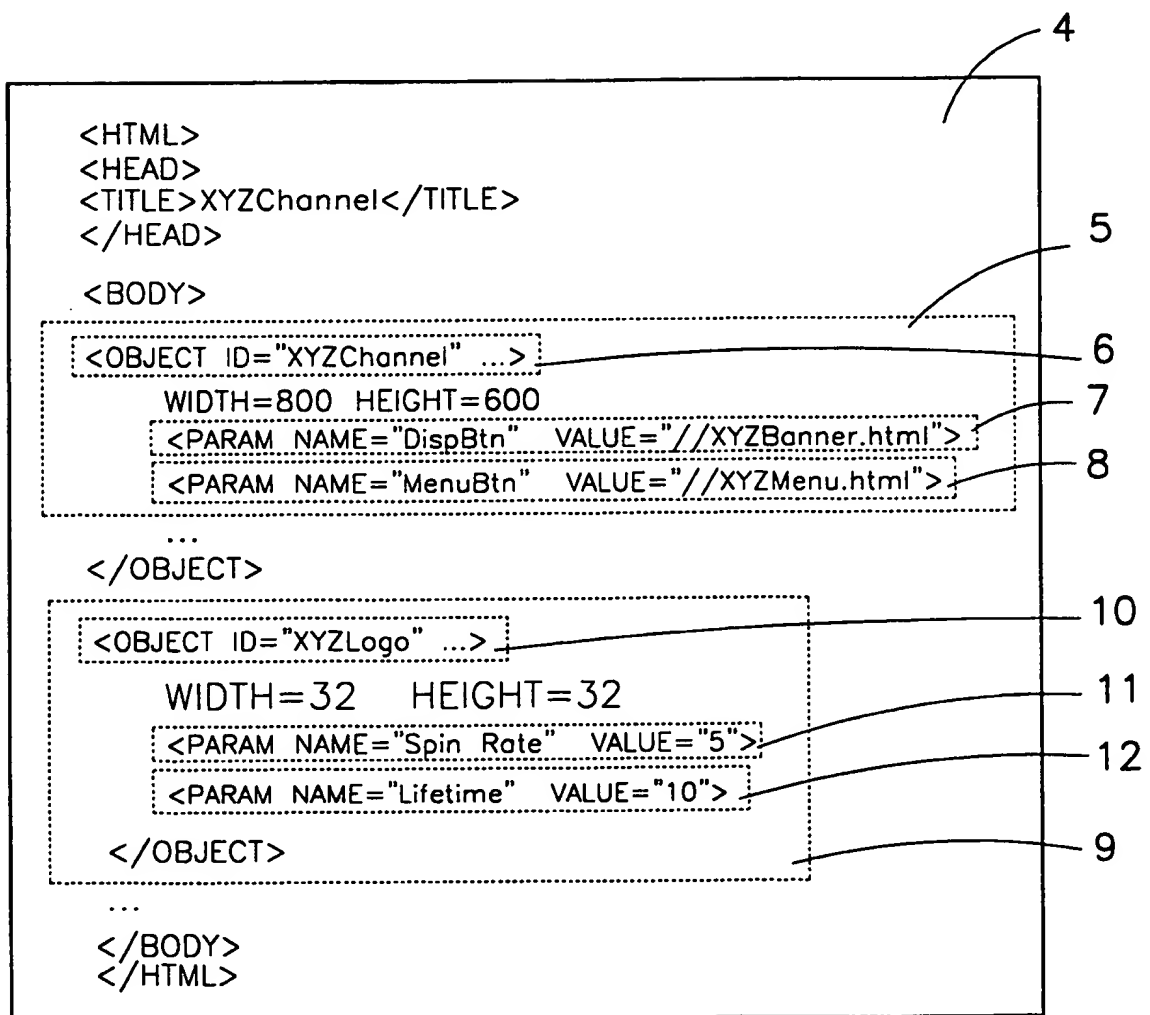 4
<HTML>
<HEAD>
<TITLE>XYZChannel</TITLE>
</HEAD>
5
<BODY>
<OBJECT ID="XYZChannel" ...>
6
WIDTH=800 HEIGHT=600
7
<PARAM NAME="DispBtn" VALUE="//XYZBanner.html">
<PARAM NAME="MenuBtn" VALUE="//XYZMenu.html">
8
...
</OBJECT>
<OBJECT ID="XYZLogo" ...>
10
WIDTH=32 HEIGHT=32
11
<PARAM NAME="Spin Rate" VALUE="5">
<PARAM NAME="Lifetime" VALUE="10">
12
</OBJECT>
9
...
</BODY>
</HTML>